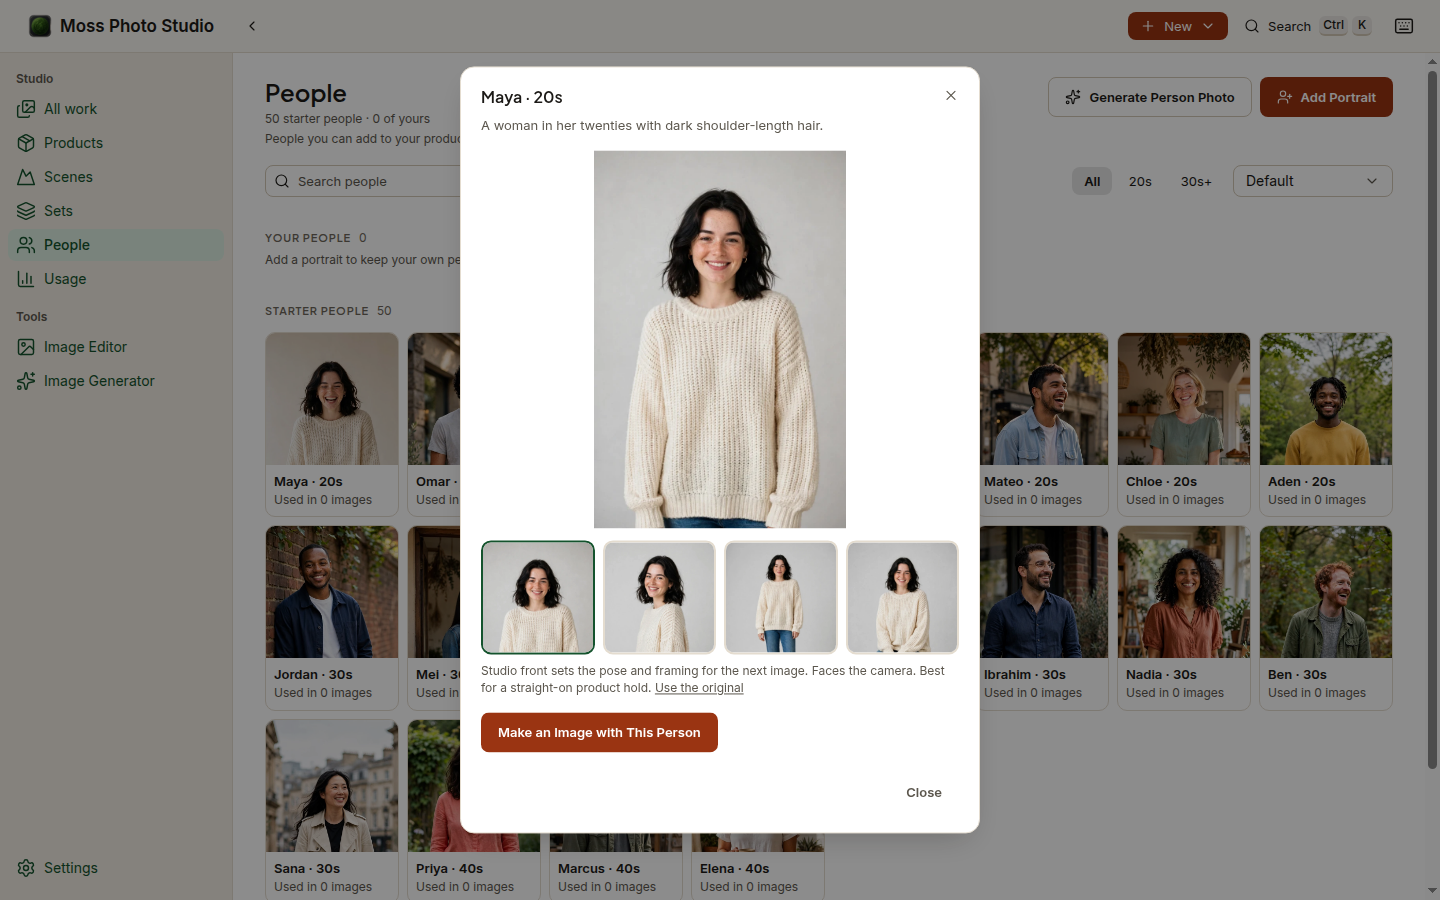 Moss Photo Studio
New
Search Ctrl K
Studio
All work
Products
Scenes
Sets
People
Usage
Tools
Image Editor
Image Generator
Settings
People
50 starter people · 0 of yours
People you can add to your produc
Generate Person Photo
Add Portrait
Search people
All 20s 30s+ Default
YOUR PEOPLE 0
Add a portrait to keep your own pe
STARTER PEOPLE 50
Maya · 20s
Used in 0 images
Omar ·
Used in
Mateo · 20s
Used in 0 images
Chloe · 20s
Used in 0 images
Aden · 20s
Used in 0 images
Jordan · 30s
Used in 0 images
Mei · 30
Used in
Ibrahim · 30s
Used in 0 images
Nadia · 30s
Used in 0 images
Ben · 30s
Used in 0 images
Sana · 30s
Used in 0 images
Priya · 40s
Used in 0 images
Marcus · 40s
Used in 0 images
Elena · 40s
Used in 0 images
Maya · 20s
A woman in her twenties with dark shoulder-length hair.
Studio front sets the pose and framing for the next image. Faces the camera. Best
for a straight-on product hold. Use the original
Make an Image with This Person
Close